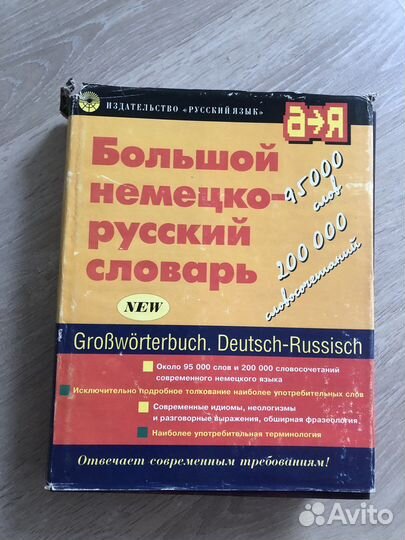 ИЗДАТЕЛЬСТВО «РУССКИЙ ЯЗЫК»
а→я
Большой
немецко-
русский
словарь
95 000
слов
200 000
словосочетаний
NEW
Großwörterbuch. Deutsch-Russisch
Около 95 000 слов и 200 000 словосочетаний
современного немецкого языка
Исключительно подробное толкование наиболее употребительных слов
Современные идиомы, неологизмы
и разговорные выражения, обширная фразеология
Наиболее употребительная терминология
Отвечает современным требованиям!
Avito